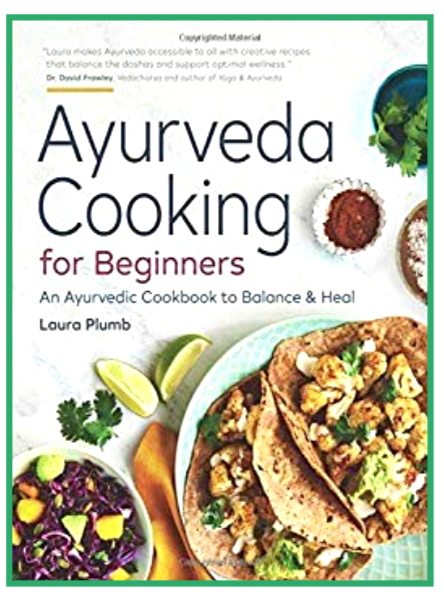 Copyrighted Material
"Laura makes Ayurveda accessible to all with creative recipes
that balance the doshas and support optimal wellness."
Dr. David Frawley, Vedacharya and author of Yoga & Ayurveda
Ayurveda
Cooking
for Beginners
An Ayurvedic Cookbook to Balance & Heal
Laura Plumb
Copyrighted Material